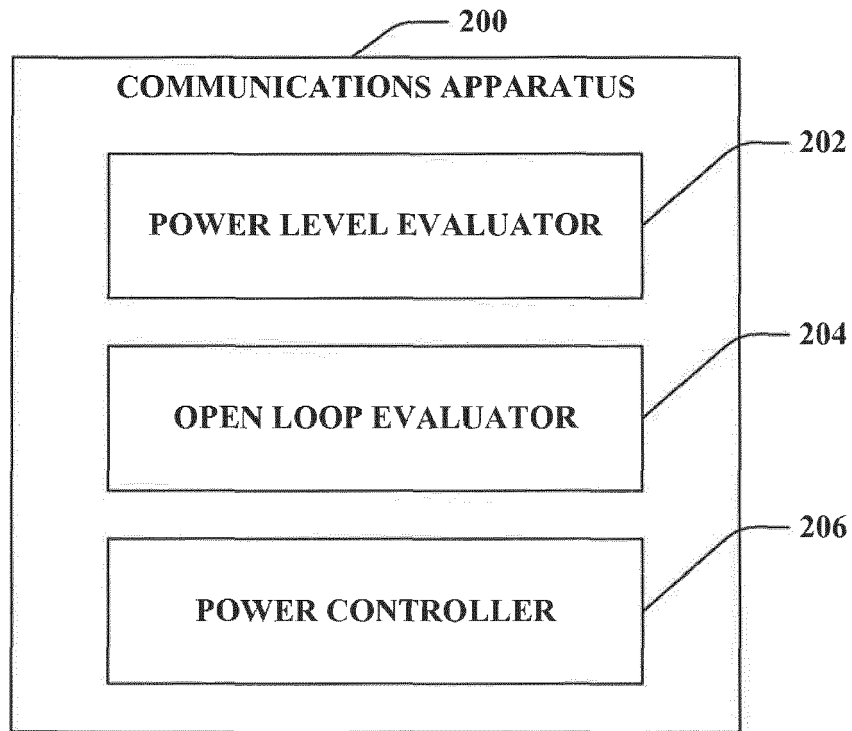 200
COMMUNICATIONS APPARATUS
202
POWER LEVEL EVALUATOR
204
OPEN LOOP EVALUATOR
206
POWER CONTROLLER